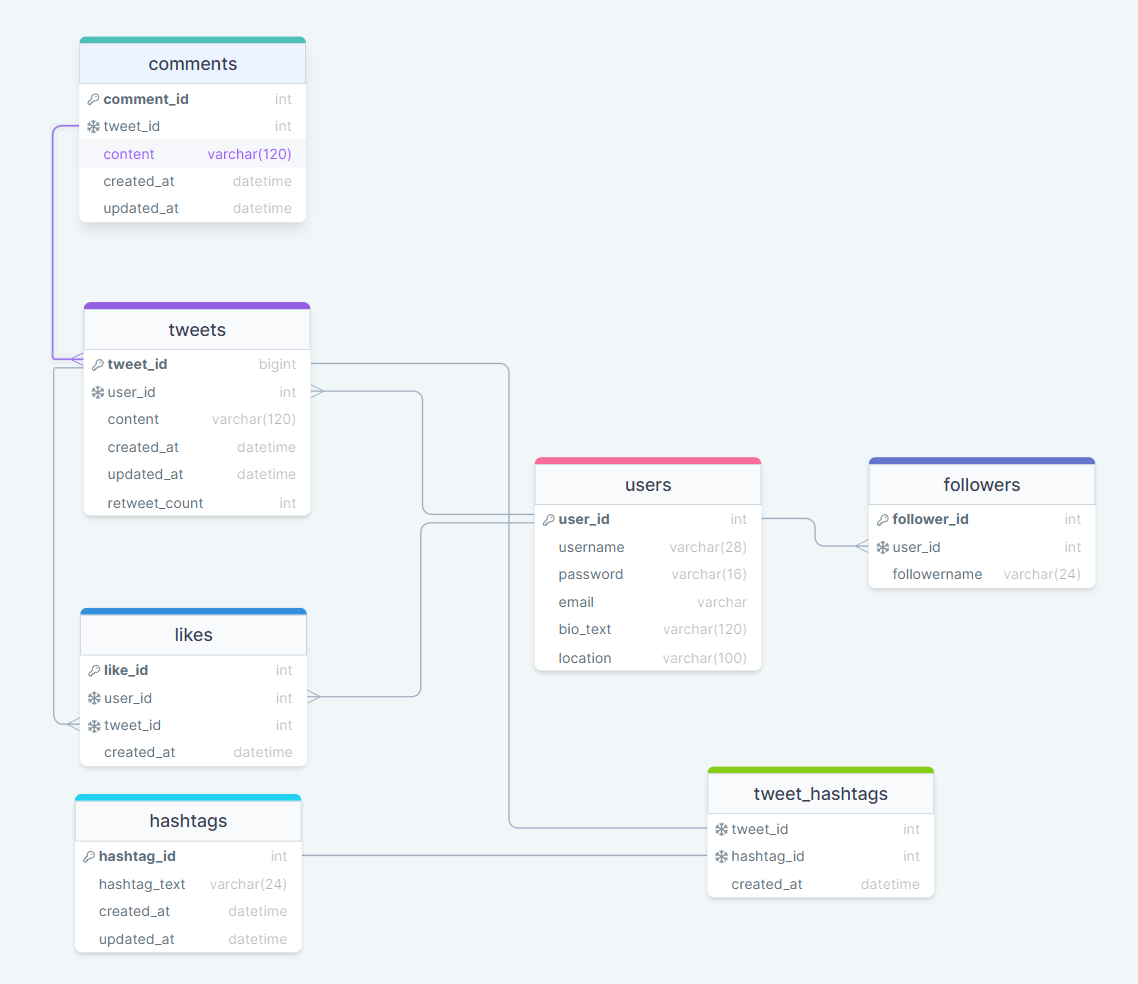 comments
comment_id int
tweet_id int
content varchar(120)
created_at datetime
updated_at datetime
tweets
tweet_id bigint
user_id int
content varchar(120)
created_at datetime
updated_at datetime
retweet_count int
users
user_id int
username varchar(28)
password varchar(16)
email varchar
bio_text varchar(120)
location varchar(100)
followers
follower_id int
user_id int
followername varchar(24)
likes
like_id int
user_id int
tweet_id int
created_at datetime
hashtags
hashtag_id int
hashtag_text varchar(24)
created_at datetime
updated_at datetime
tweet_hashtags
tweet_id int
hashtag_id int
created_at datetime